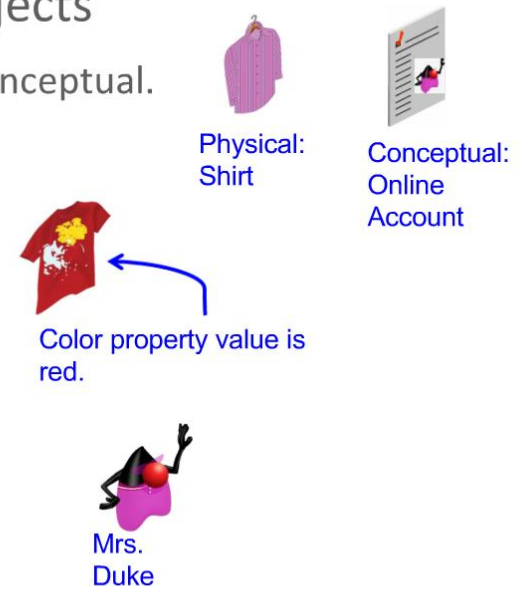 jects
nceptual.
Physical:
Shirt
Conceptual:
Online
Account
Color property value is
red.
Mrs.
Duke